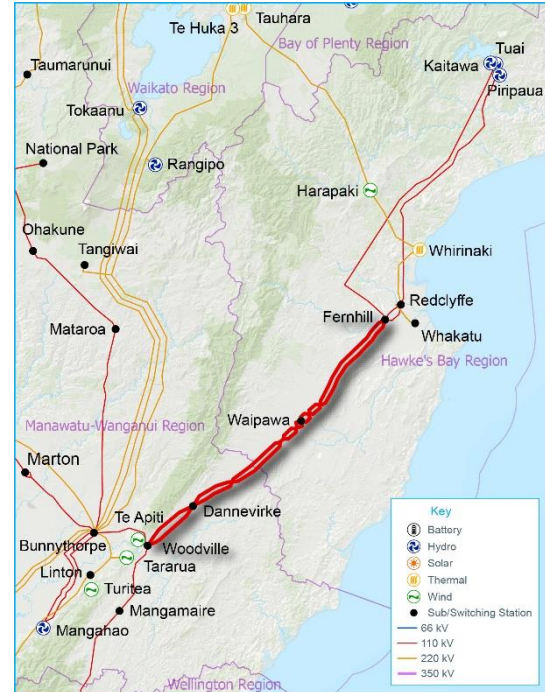 Tauhara
Te Huka 3
Bay of Plenty Region
Tuai
Kaitawa
Piripaua
Taumarunui
Waikato Region
Tokaanu
National Park
Rangipo
Harapaki
Ohakune
Tangiwai
Whirinaki
Redclyffe
Fernhill
Whakatu
Mataroa
Hawke's Bay Region
Waipawa
Manawatu-Wanganui Region
Marton
Dannevirke
Te Apiti
Bunnythorpe
Woodville
Tararua
Linton
Turitea
Mangamaire
Mangahao
Wellington Region
Key
Battery
Hydro
Solar
Thermal
Wind
Sub/Switching Station
66 kV
110 kV
220 kV
350 kV